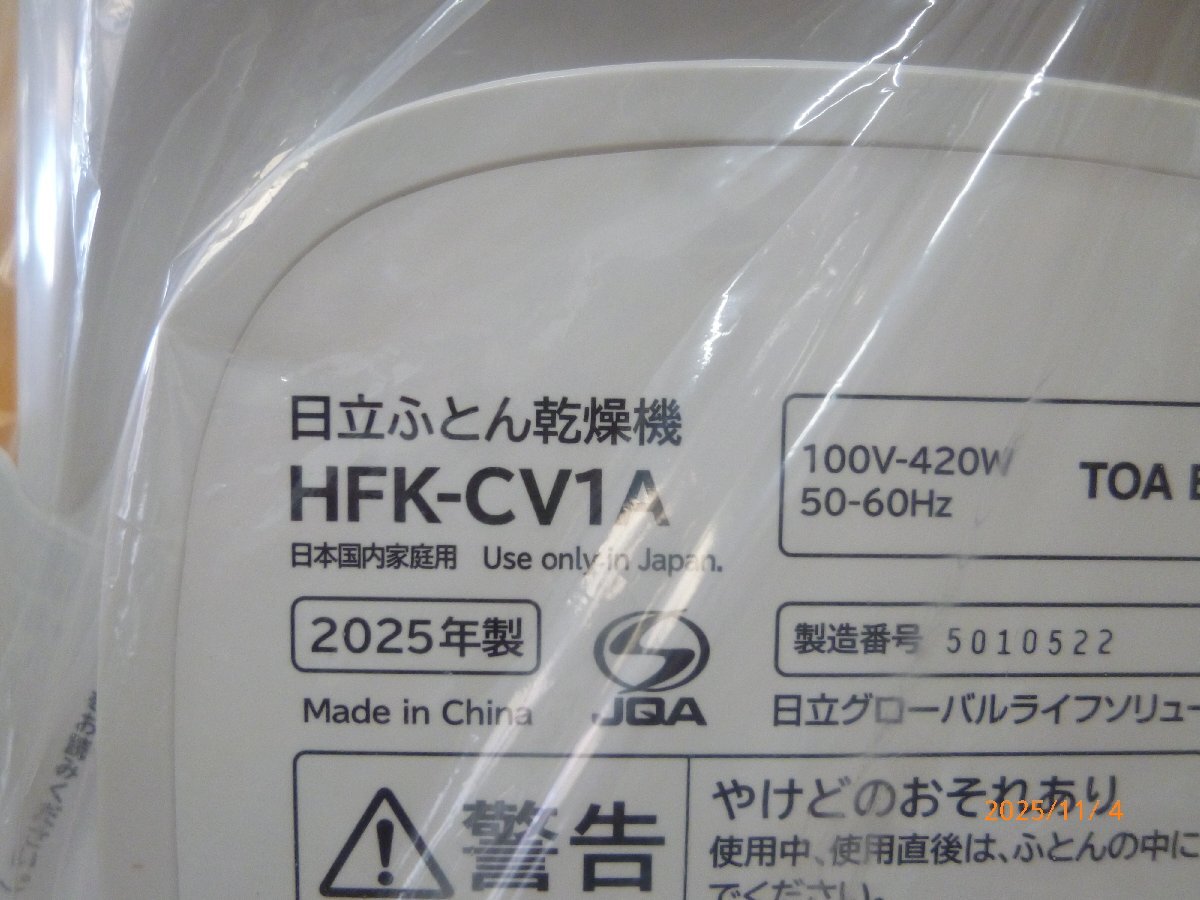 日立ふとん乾燥機
HFK-CV1A
日本国内家庭用 Use only in Japan.
100V-420W
50-60Hz
TOA
2025年製
JQA
製造番号 5010522
Made in China
日立グローバルライフソリュー
警告
やけどのおそれあり
使用中、使用直後は、ふとんの中に
でください。
2025/11/4